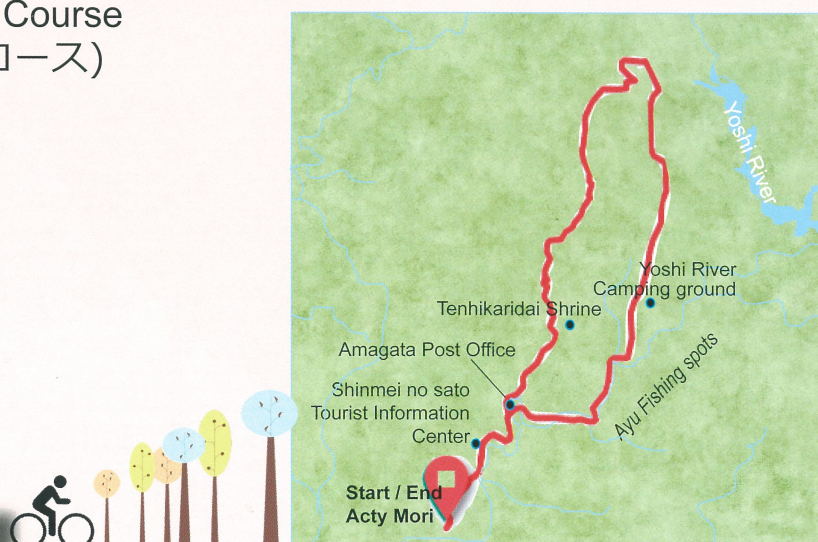 Course
コース)
Yoshi River
Yoshi River
Camping ground
Tenhikaridai Shrine
Amagata Post Office
Ayu Fishing spots
Shinmei no sato
Tourist Information
Center
Start / End
Acty Mori